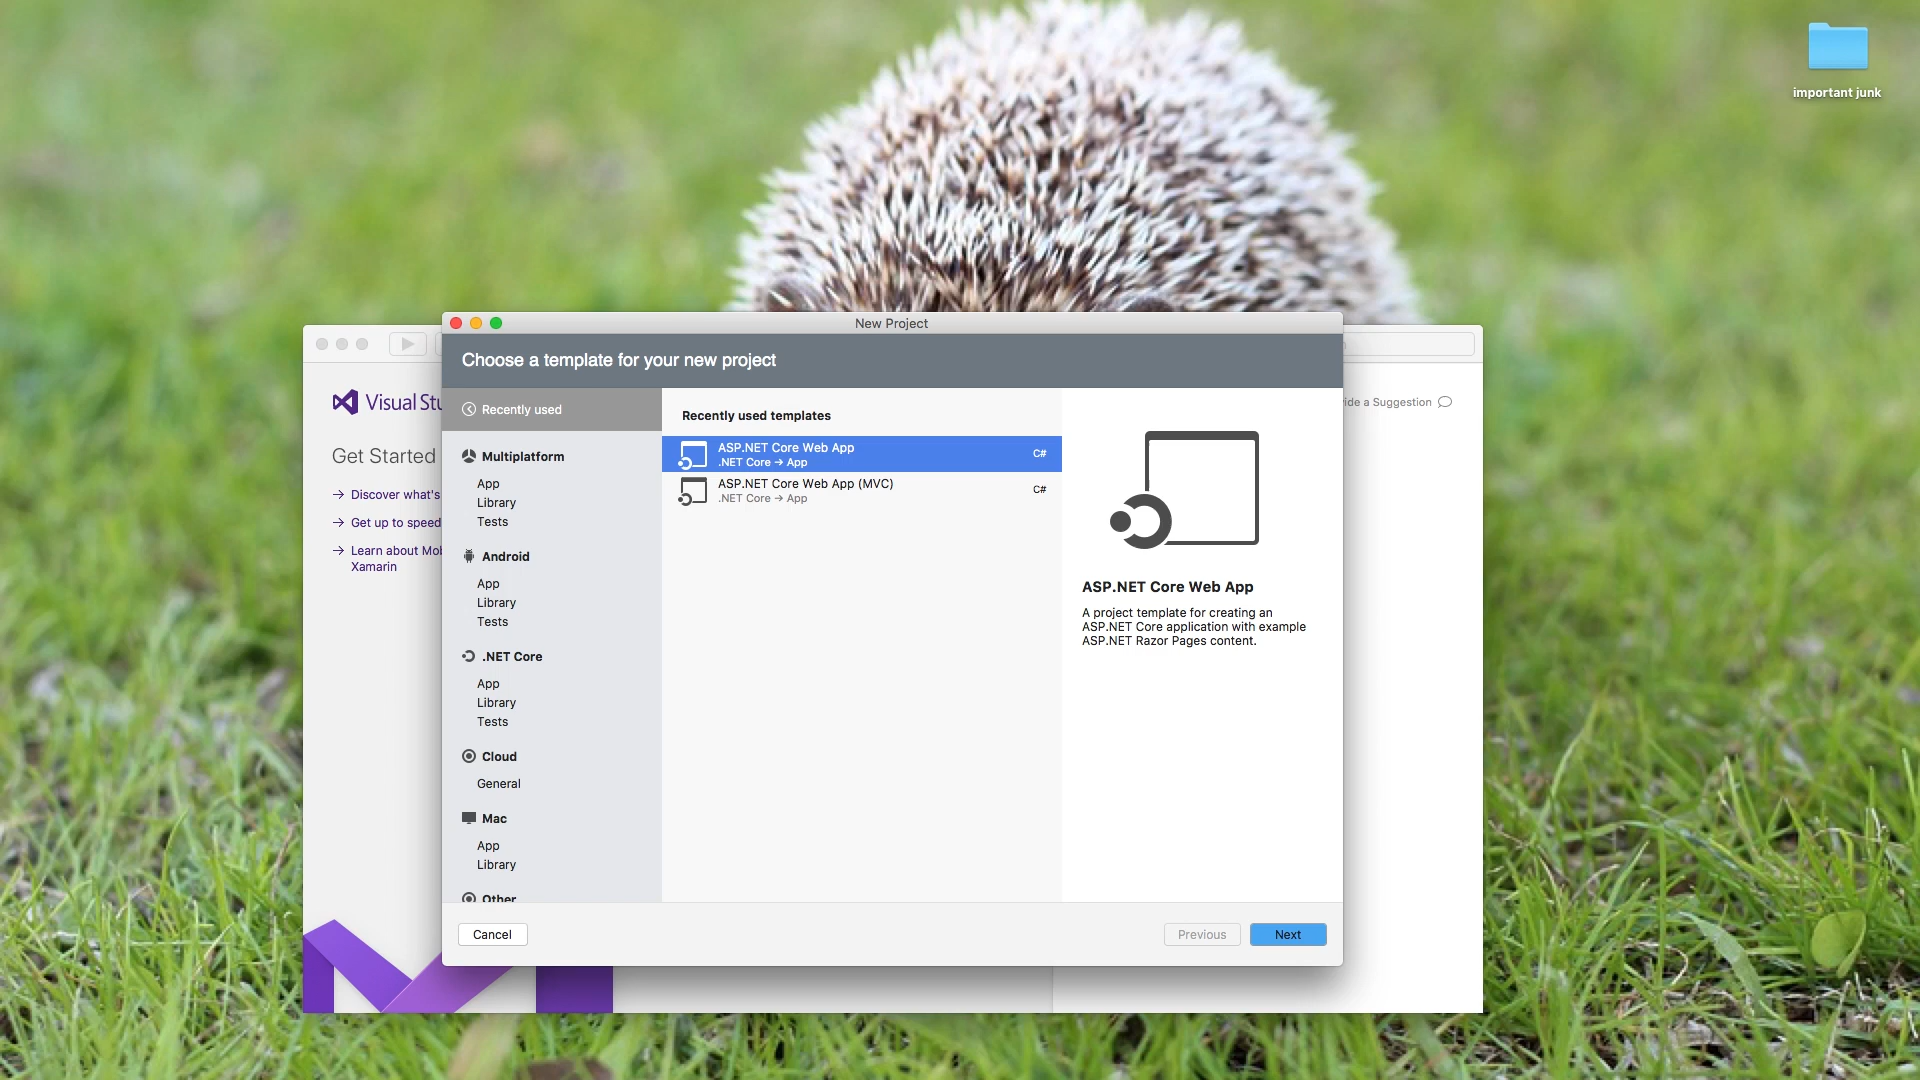 important junk
New Project
Choose a template for your new project
Visual Stu
Get Started
Discover what's
Get up to speed
Learn about Mob
Xamarin
ide a Suggestion
Recently used
Multiplatform
App
Library
Tests
Android
App
Library
Tests
.NET Core
App
Library
Tests
Cloud
General
Mac
App
Library
Other
Recently used templates
ASP.NET Core Web App
.NET Core → App
C#
ASP.NET Core Web App (MVC)
.NET Core → App
C#
ASP.NET Core Web App
A project template for creating an
ASP.NET Core application with example
ASP.NET Razor Pages content.
Cancel
Previous
Next